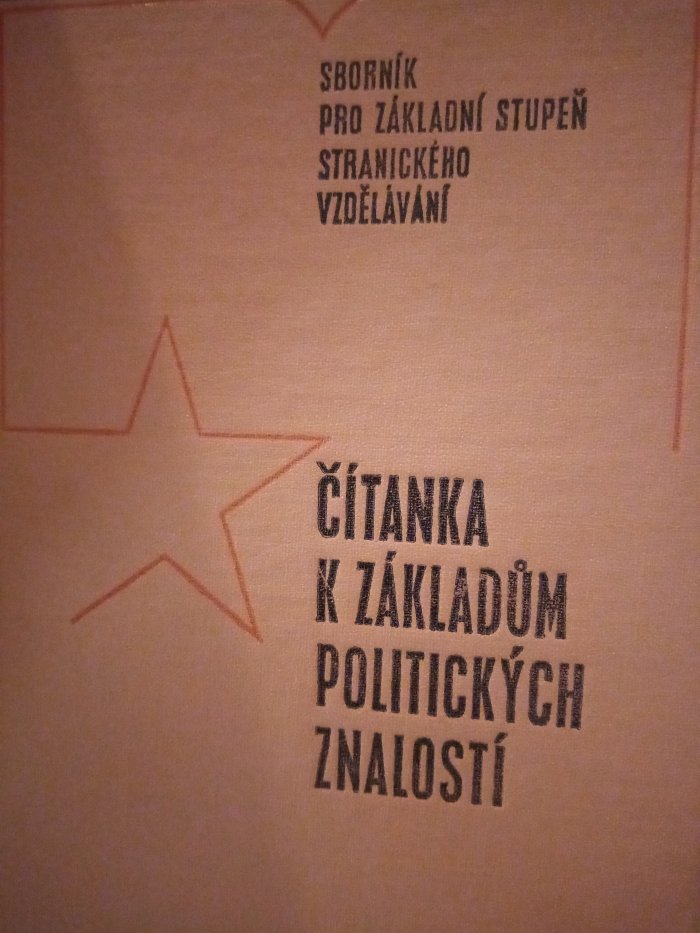 SBORNÍK
PRO ZÁKLADNÍ STUPEŇ
STRANICKÉHO
VZDĚLÁVÁNÍ
ČÍTANKA
K ZÁKLADŮM
POLITICKÝCH
ZNALOSTÍ